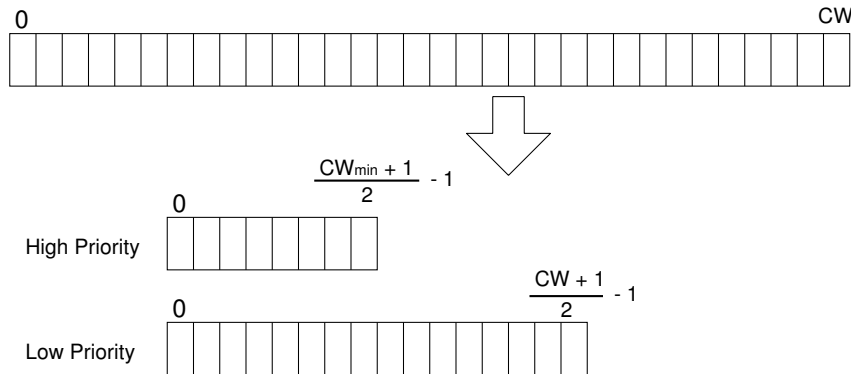 0 CW
CWmin + 1
2
- 1
0
High Priority
CW + 1
2
- 1
0
Low Priority